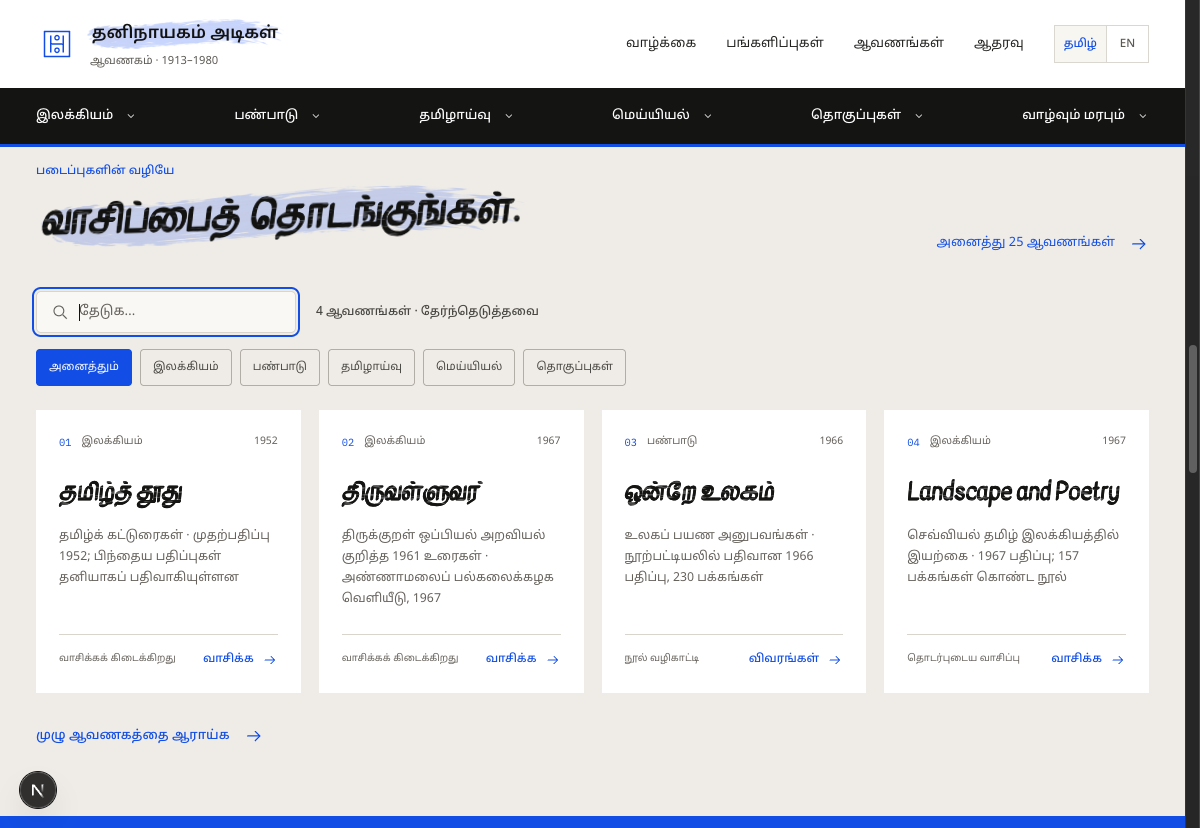 தனிநாயகம் அடிகள்
ஆவணகம் · 1913–1980
வாழ்க்கை பங்களிப்புகள் ஆவணங்கள் ஆதரவு தமிழ் EN
இலக்கியம் பண்பாடு தமிழாய்வு மெய்யியல் தொகுப்புகள் வாழ்வும் மரபும்
படைப்புகளின் வழியே
வாசிப்பைத் தொடங்குங்கள்.
அனைத்து 25 ஆவணங்கள் →
தேடுக...
4 ஆவணங்கள் · தேர்ந்தெடுத்தவை
அனைத்தும் இலக்கியம் பண்பாடு தமிழாய்வு மெய்யியல் தொகுப்புகள்
01 இலக்கியம் 1952
தமிழ்த் தூது
தமிழ்க் கட்டுரைகள் · முதற்பதிப்பு
1952; பிந்தைய பதிப்புகள்
தனியாகப் பதிவாகியுள்ளன
வாசிக்கக் கிடைக்கிறது வாசிக்க →
02 இலக்கியம் 1967
திருவள்ளுவர்
திருக்குறள் ஒப்பியல் அறவியல்
குறித்த 1961 உரைகள் ·
அண்ணாமலைப் பல்கலைக்கழக
வெளியீடு, 1967
வாசிக்கக் கிடைக்கிறது வாசிக்க →
03 பண்பாடு 1966
ஒன்றே உலகம்
உலகப் பயண அனுபவங்கள் ·
நூற்பட்டியலில் பதிவான 1966
பதிப்பு, 230 பக்கங்கள்
நூல் வழிகாட்டி விவரங்கள் →
04 இலக்கியம் 1967
Landscape and Poetry
செவ்வியல் தமிழ் இலக்கியத்தில்
இயற்கை · 1967 பதிப்பு; 157
பக்கங்கள் கொண்ட நூல்
தொடர்புடைய வாசிப்பு வாசிக்க →
முழு ஆவணகத்தை ஆராய்க →
N